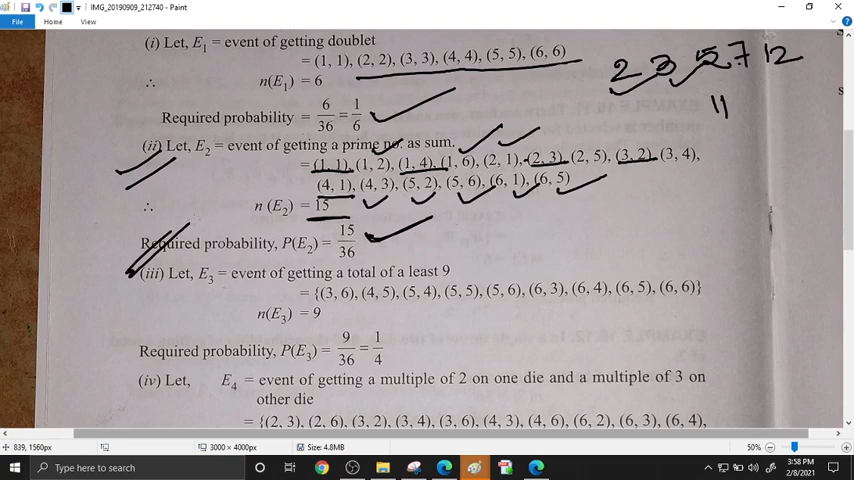 IMG_20190909_212740 - Paint
File Home View
2 3 5 7 12
11
(i) Let, E₁ = event of getting doublet
= (1, 1), (2, 2), (3, 3), (4, 4), (5, 5), (6, 6)
∴ n(E₁) = 6
Required probability = 6/36 = 1/6
(ii) Let, E₂ = event of getting a prime no. as sum.
= (1, 1), (1, 2), (1, 4), (1, 6), (2, 1), (2, 3), (2, 5), (3, 2), (3, 4),
(4, 1), (4, 3), (5, 2), (5, 6), (6, 1), (6, 5)
∴ n (E₂) = 15
Required probability, P(E₂) = 15/36
(iii) Let, E₃ = event of getting a total of a least 9
= {(3, 6), (4, 5), (5, 4), (5, 5), (5, 6), (6, 3), (6, 4), (6, 5), (6, 6)}
n(E₃) = 9
Required probability, P(E₃) = 9/36 = 1/4
(iv) Let, E₄ = event of getting a multiple of 2 on one die and a multiple of 3 on
other die
= {(2, 3), (2, 6), (3, 2), (3, 4), (3, 6), (4, 3), (4, 6), (6, 2), (6, 3), (6, 4),
839, 1560px 3000 × 4000px Size: 4.8MB 50%
Type here to search
3:58 PM
2/8/2021